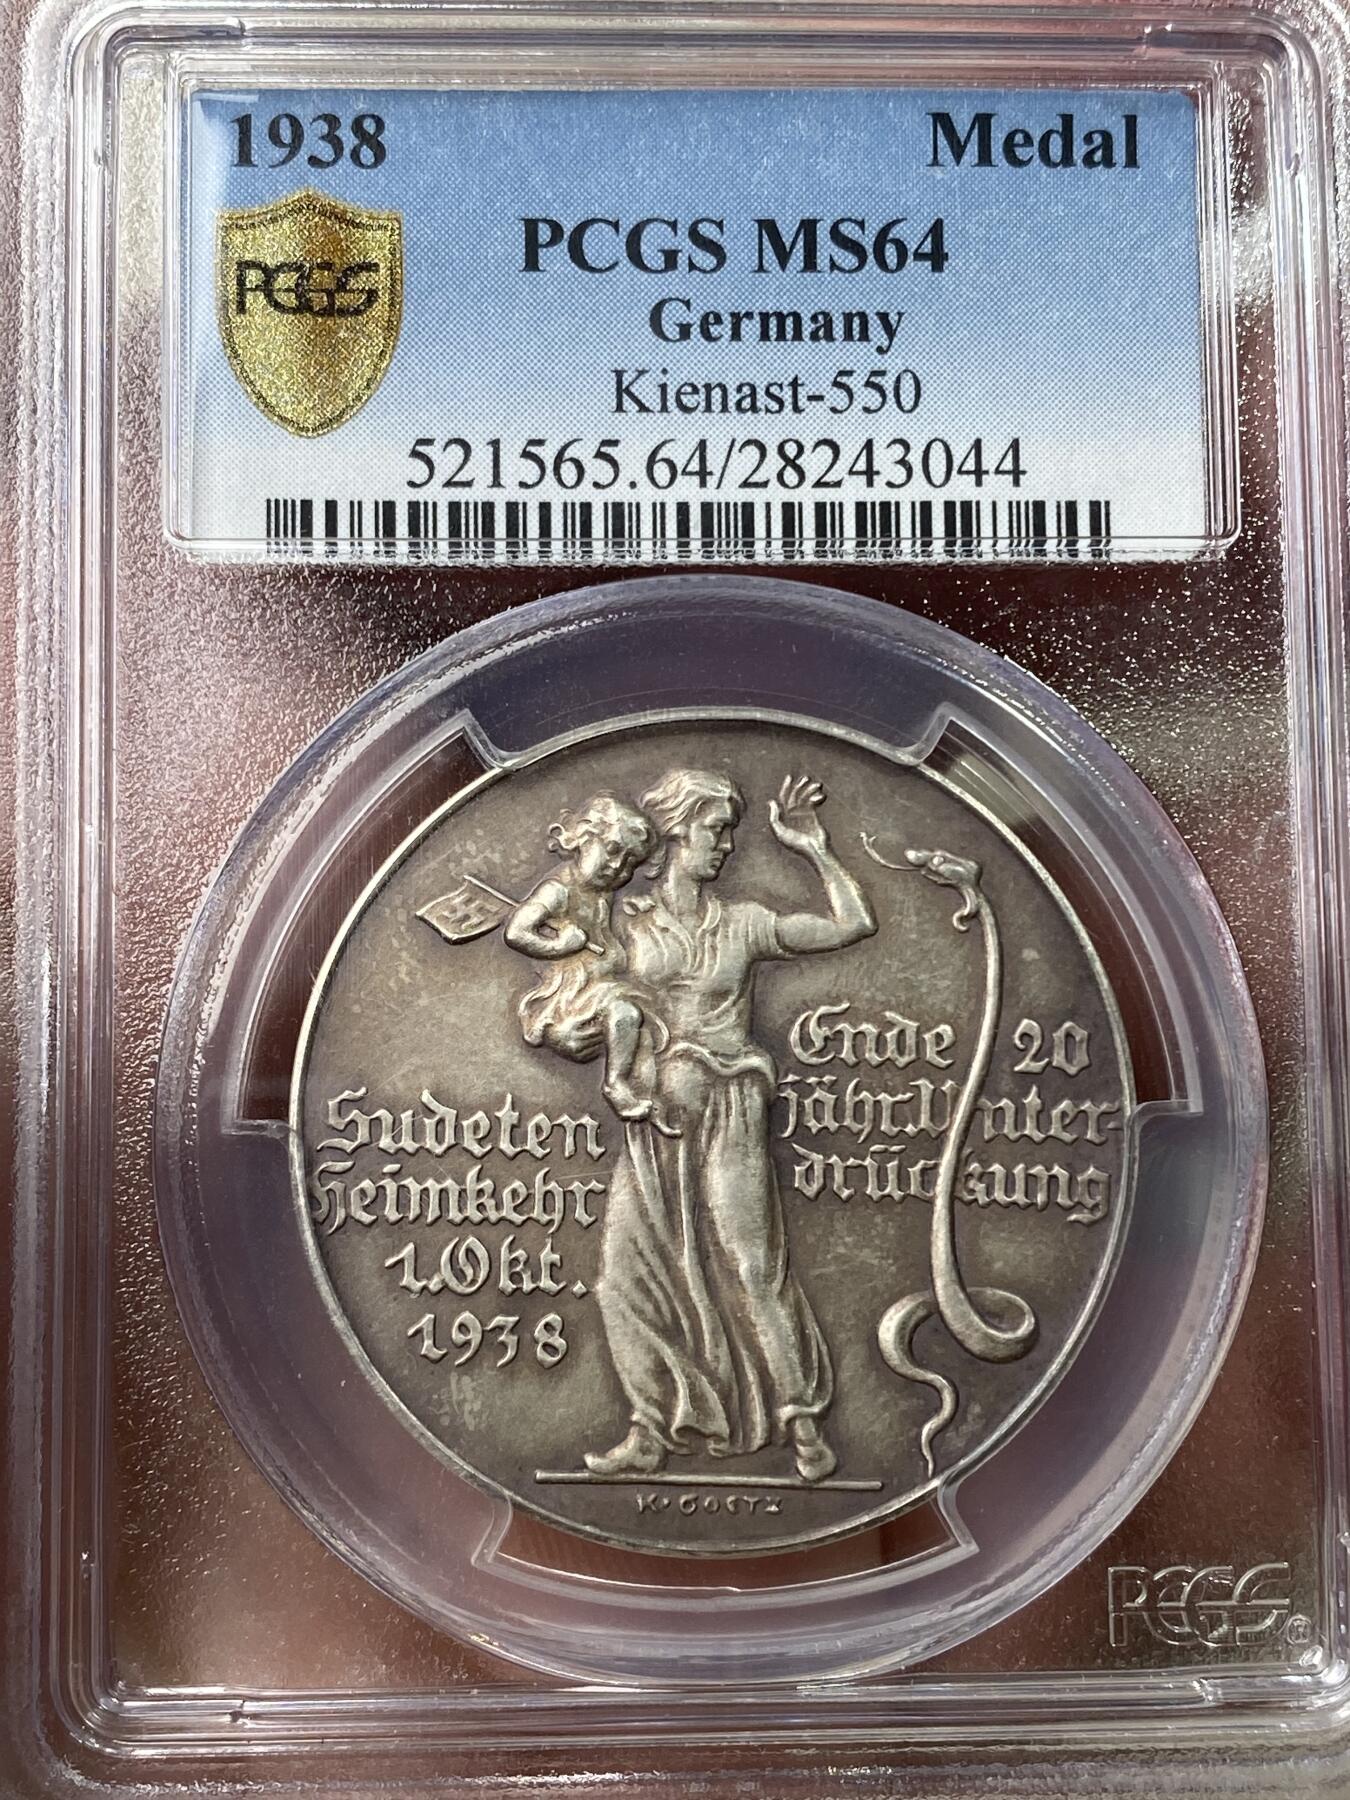 1938 Medal
PCGS
PCGS MS64
Germany
Kienast-550
521565.64/28243044
Ende 20
jähr. Unter-
drückung
Sudeten
Heimkehr
1. Okt.
1938
K. GOETZ
PCGS®